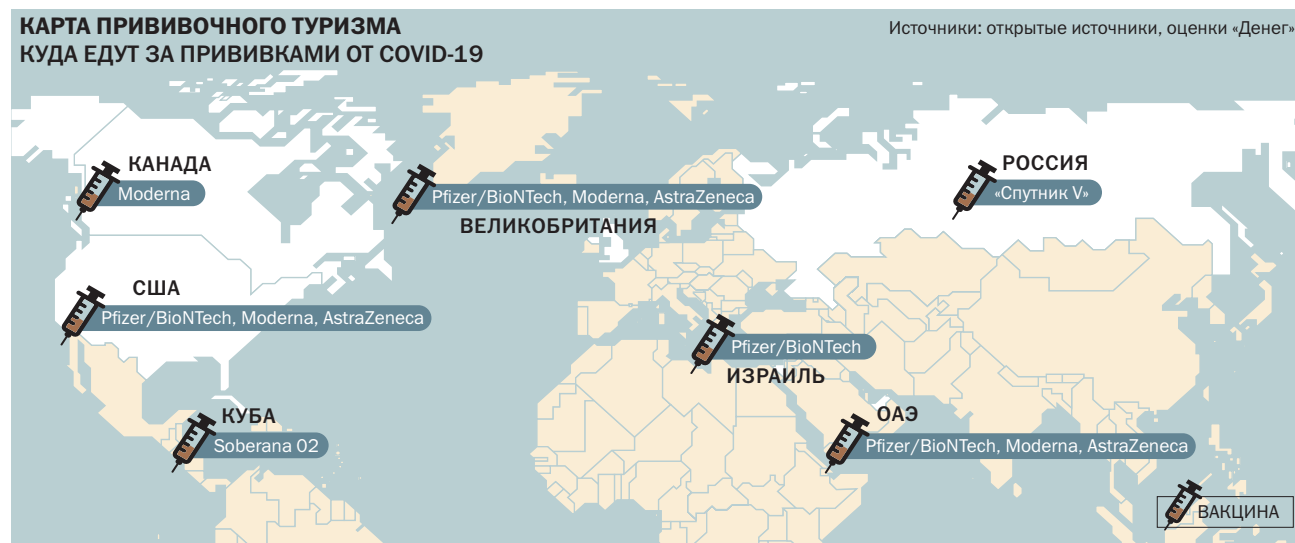 КАРТА ПРИВИВОЧНОГО ТУРИЗМА
КУДА ЕДУТ ЗА ПРИВИВКАМИ ОТ COVID-19
Источники: открытые источники, оценки «Денег»
КАНАДА
Moderna
Pfizer/BioNTech, Moderna, AstraZeneca
ВЕЛИКОБРИТАНИЯ
РОССИЯ
«Спутник V»
США
Pfizer/BioNTech, Moderna, AstraZeneca
Pfizer/BioNTech
ИЗРАИЛЬ
КУБА
Soberana 02
ОАЭ
Pfizer/BioNTech, Moderna, AstraZeneca
ВАКЦИНА